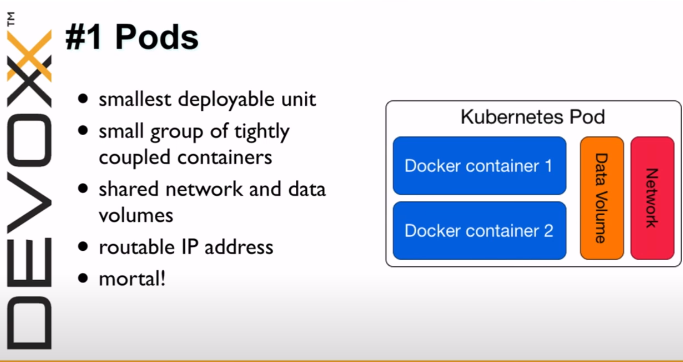 DEVOXX™
#1 Pods
smallest deployable unit
small group of tightly
coupled containers
shared network and data
volumes
routable IP address
mortal!
Kubernetes Pod
Docker container 1
Docker container 2
Data Volume
Network